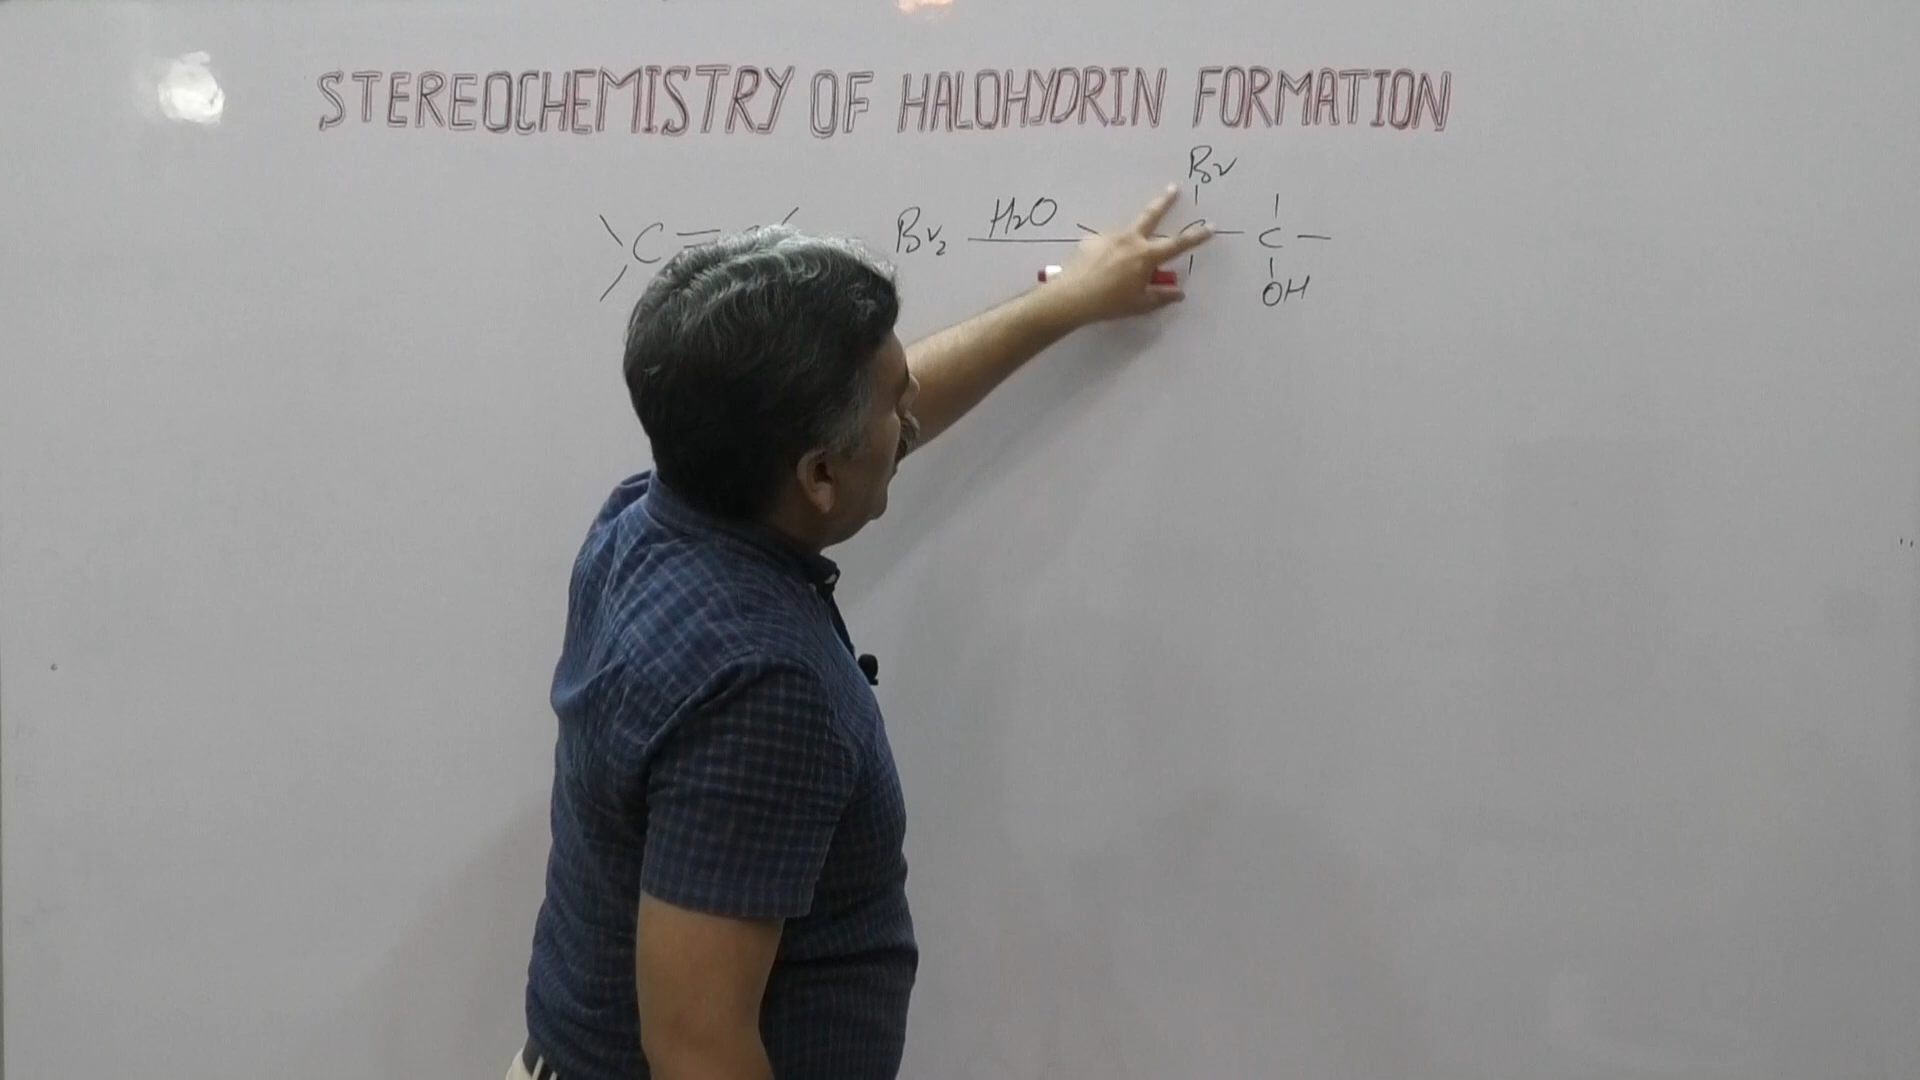 STEREOCHEMISTRY OF HALOHYDRIN FORMATION
Br
C = Br2 H2O C - C -
OH